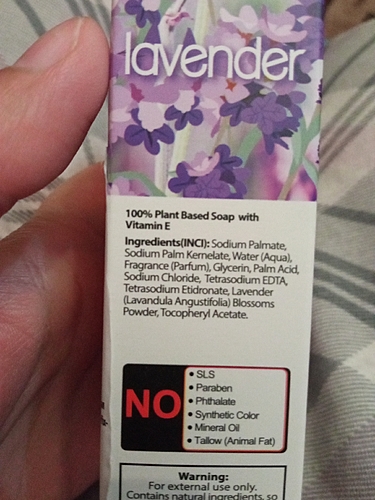 lavender
100% Plant Based Soap with
Vitamin E
Ingredients(INCI): Sodium Palmate,
Sodium Palm Kernelate, Water (Aqua),
Fragrance (Parfum), Glycerin, Palm Acid,
Sodium Chloride, Tetrasodium EDTA,
Tetrasodium Etidronate, Lavender
(Lavandula Angustifolia) Blossoms
Powder, Tocopheryl Acetate.
NO
• SLS
• Paraben
• Phthalate
• Synthetic Color
• Mineral Oil
• Tallow (Animal Fat)
Warning:
For external use only.
Contains natural ingredients, so